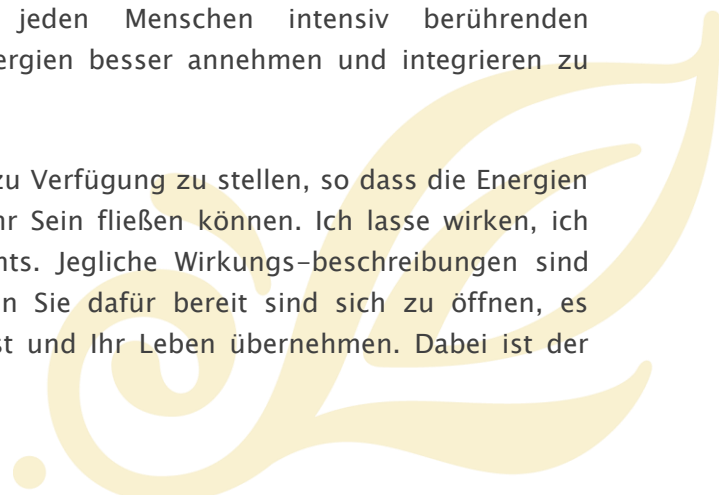 jeden Menschen intensiv berührenden
ergien besser annehmen und integrieren zu
zu Verfügung zu stellen, so dass die Energien
hr Sein fließen können. Ich lasse wirken, ich
nts. Jegliche Wirkungs-beschreibungen sind
n Sie dafür bereit sind sich zu öffnen, es
st und Ihr Leben übernehmen. Dabei ist der